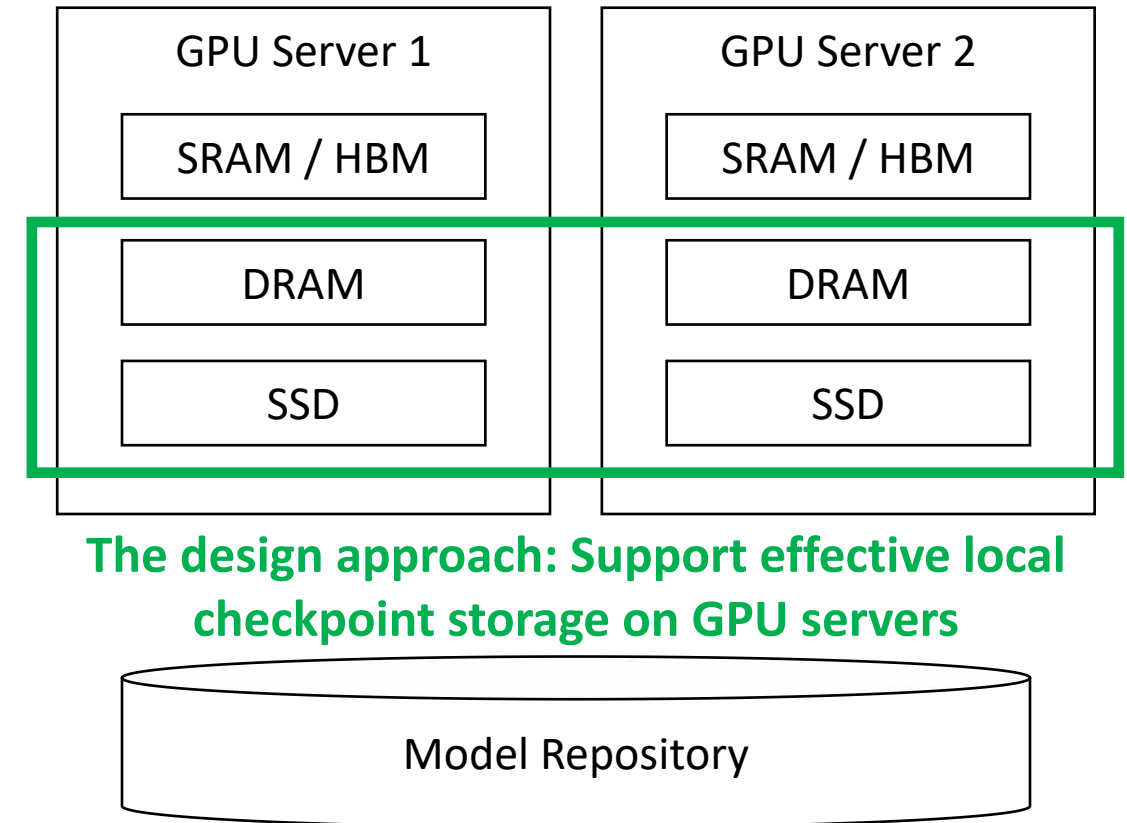 GPU Server 1
SRAM / HBM
DRAM
SSD
GPU Server 2
SRAM / HBM
DRAM
SSD
The design approach: Support effective local
checkpoint storage on GPU servers
Model Repository